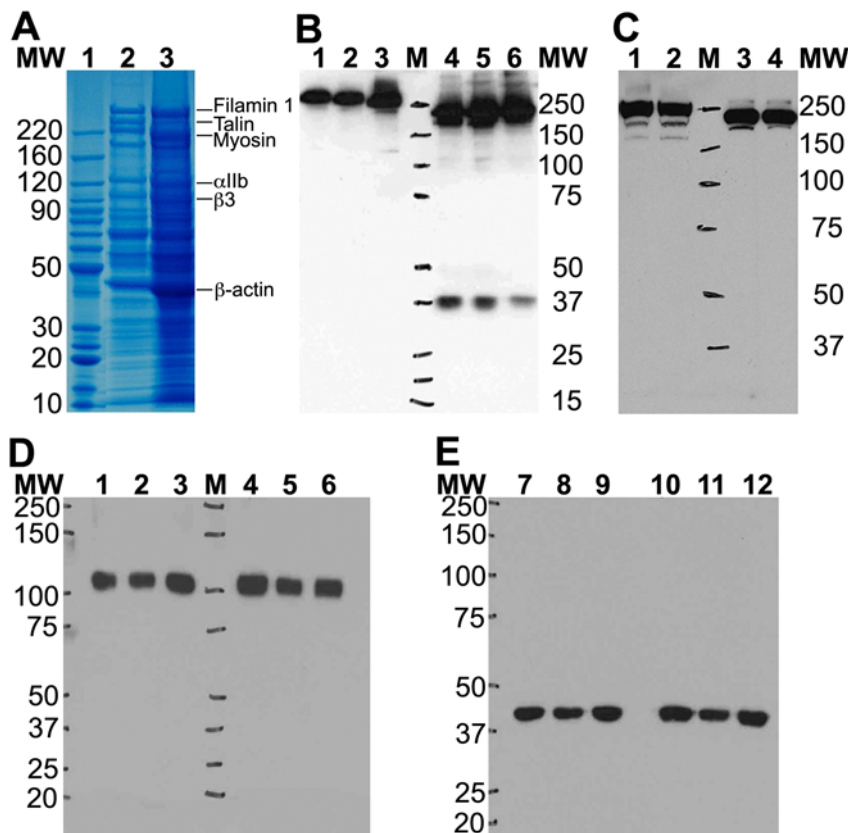 A
MW 1 2 3
220
160
120
90
50
30
20
10
Filamin 1
Talin
Myosin
αIIb
β3
β-actin
B
1 2 3 M 4 5 6 MW
250
150
100
75
50
37
25
15
C
1 2 M 3 4 MW
250
150
100
75
50
37
D
MW 1 2 3 M 4 5 6
250
150
100
75
50
37
25
20
E
MW 7 8 9 10 11 12
250
150
100
75
50
37
25
20